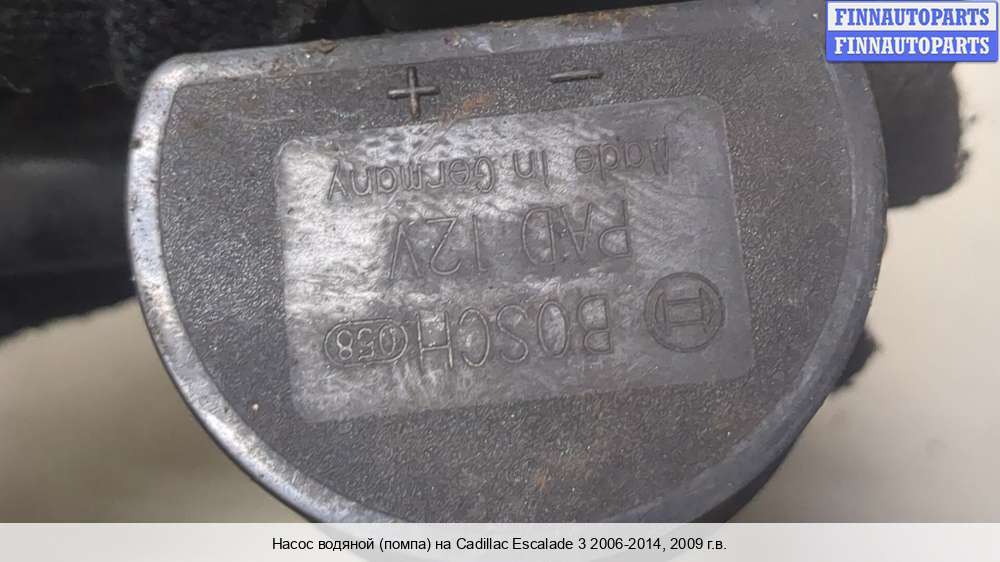 FINNAUTOPARTS
FINNAUTOPARTS
BOSCH 058
PAD 12V
Made in Germany
+ −
Насос водяной (помпа) на Cadillac Escalade 3 2006-2014, 2009 г.в.